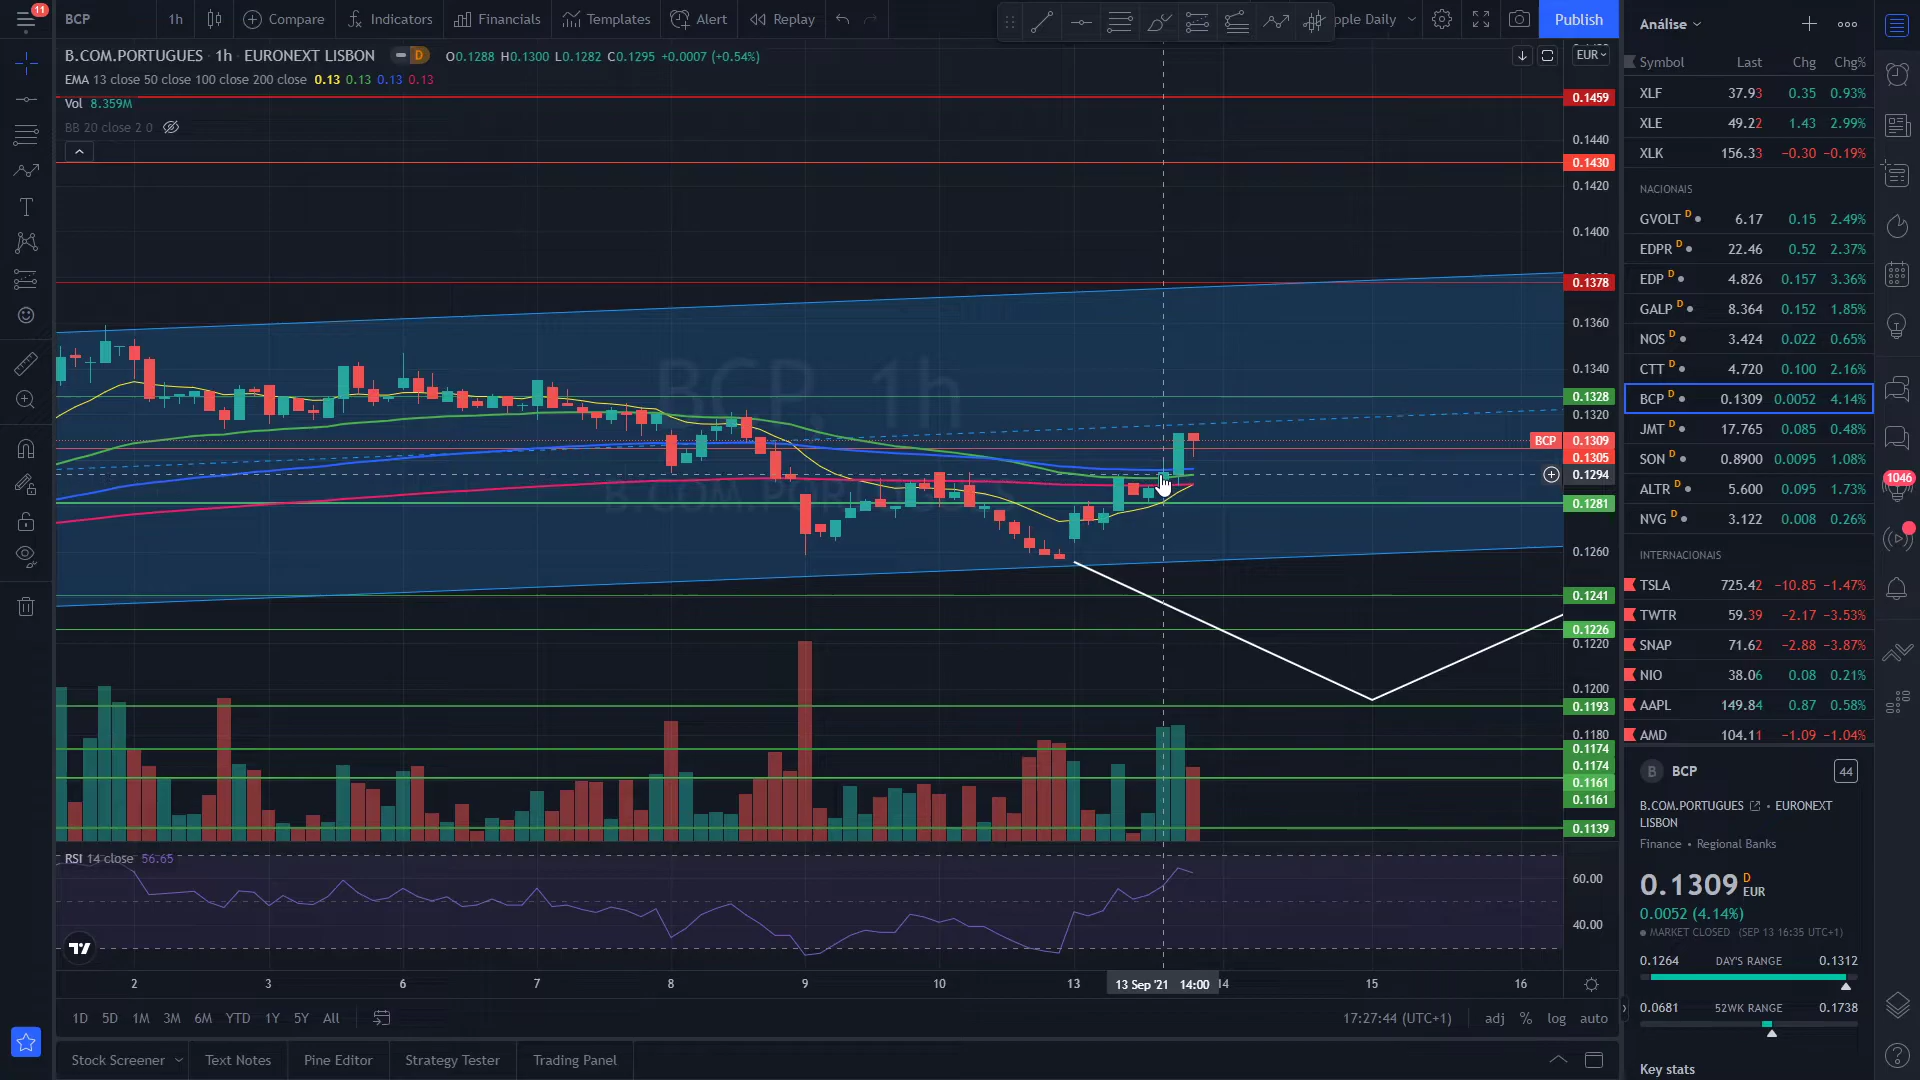 11
BCP
1h
Compare
Indicators
Financials
Templates
Alert
Replay
pple Daily
Publish
B.COM.PORTUGUES · 1h · EURONEXT LISBON
D
O0.1288 H0.1300 L0.1282 C0.1295 +0.0007 (+0.54%)
EMA 13 close 50 close 100 close 200 close 0.13 0.13 0.13 0.13
Vol 8.359M
BB 20 close 2 0
BCP, 1h
EUR
0.1459
0.1440
0.1430
0.1420
0.1400
0.1378
0.1360
0.1340
0.1328
0.1320
BCP 0.1309
0.1305
0.1294
0.1281
0.1260
0.1241
0.1226
0.1220
0.1200
0.1193
0.1180
0.1174
0.1174
0.1161
0.1161
0.1139
RSI 14 close 56.65
60.00
40.00
2 3 6 7 8 9 10 13 13 Sep '21 14:00 14 15 16
1D 5D 1M 3M 6M YTD 1Y 5Y All
17:27:44 (UTC+1) adj % log auto
Stock Screener Text Notes Pine Editor Strategy Tester Trading Panel
Análise
Symbol Last Chg Chg%
XLF 37.93 0.35 0.93%
XLE 49.22 1.43 2.99%
XLK 156.33 −0.30 −0.19%
NACIONAIS
GVOLT D 6.17 0.15 2.49%
EDPR D 22.46 0.52 2.37%
EDP D 4.826 0.157 3.36%
GALP D 8.364 0.152 1.85%
NOS D 3.424 0.022 0.65%
CTT D 4.720 0.100 2.16%
BCP D 0.1309 0.0052 4.14%
JMT D 17.765 0.085 0.48%
SON D 0.8900 0.0095 1.08%
ALTR D 5.600 0.095 1.73%
NVG D 3.122 0.008 0.26%
INTERNACIONAIS
TSLA 725.42 −10.85 −1.47%
TWTR 59.39 −2.17 −3.53%
SNAP 71.62 −2.88 −3.87%
NIO 38.06 0.08 0.21%
AAPL 149.84 0.87 0.58%
AMD 104.11 −1.09 −1.04%
B BCP 44
B.COM.PORTUGUES • EURONEXT
LISBON
Finance • Regional Banks
0.1309 D EUR
0.0052 (4.14%)
MARKET CLOSED (SEP 13 16:35 UTC+1)
0.1264 DAY'S RANGE 0.1312
0.0681 52WK RANGE 0.1738
Key stats
1046